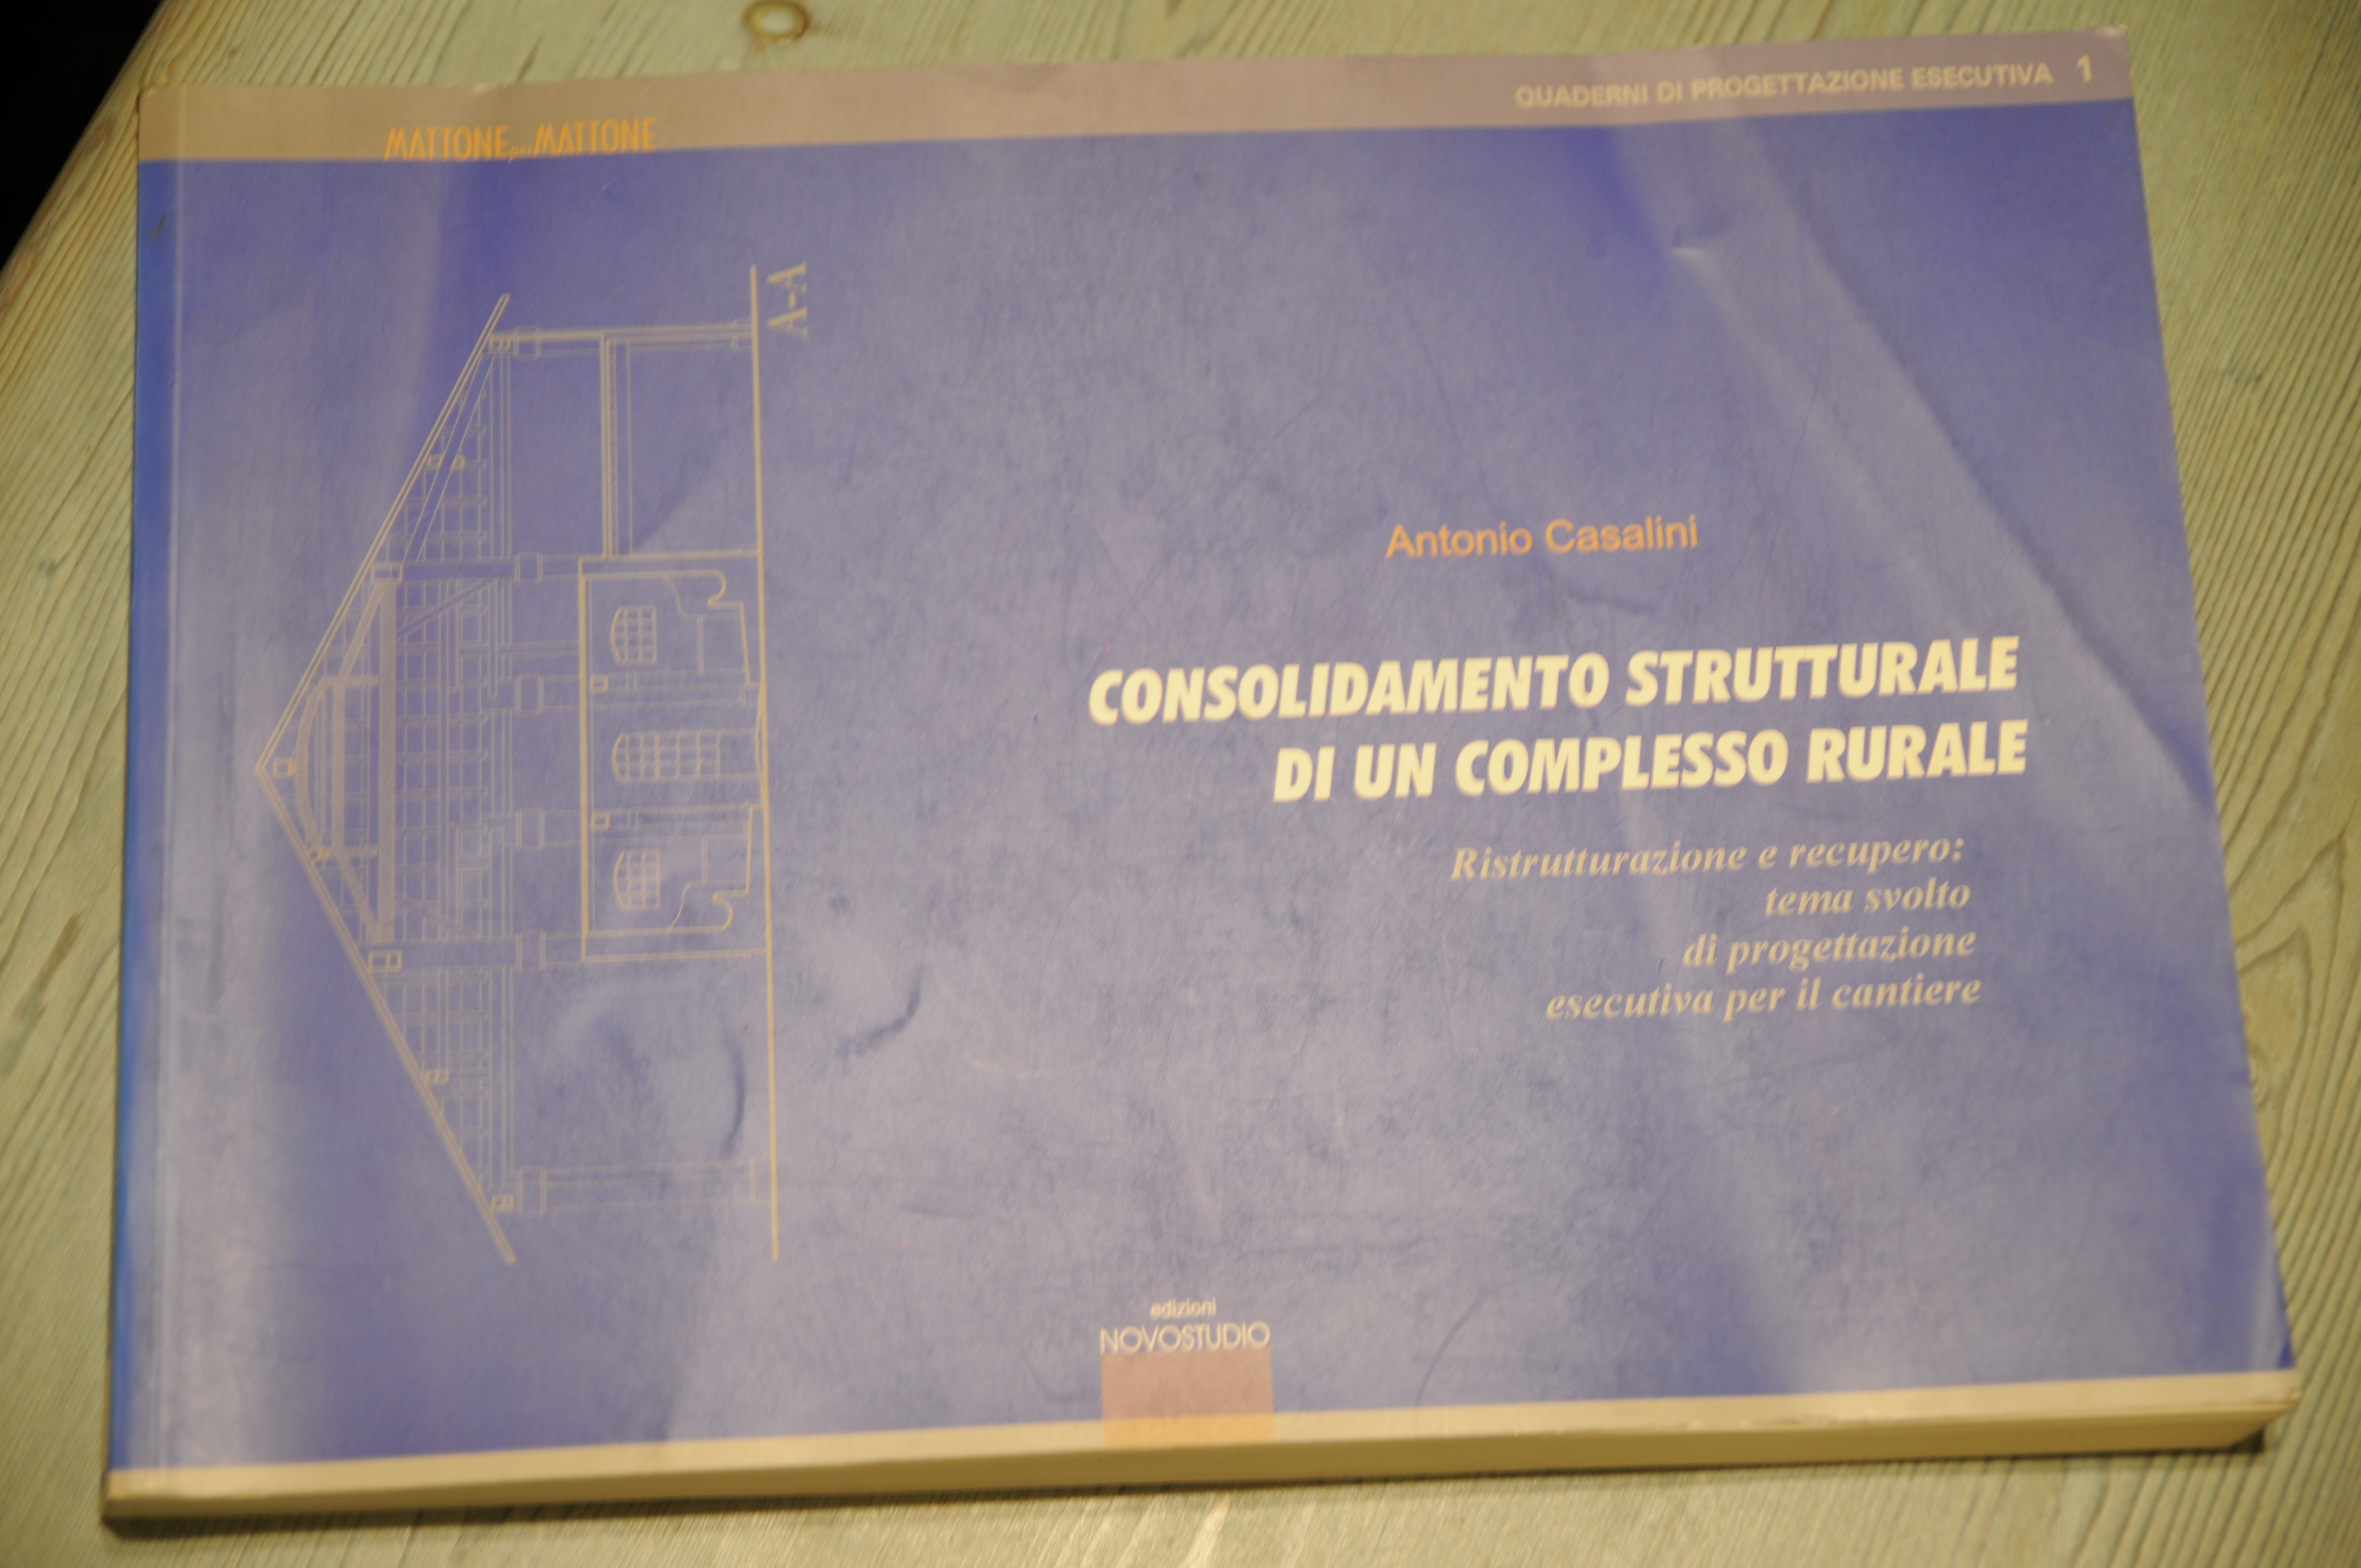 QUADERNI DI PROGETTAZIONE ESECUTIVA 1
MATTONE per MATTONE
A-A
Antonio Casalini
CONSOLIDAMENTO STRUTTURALE
DI UN COMPLESSO RURALE
Ristrutturazione e recupero:
tema svolto
di progettazione
esecutiva per il cantiere
edizioni
NOVOSTUDIO